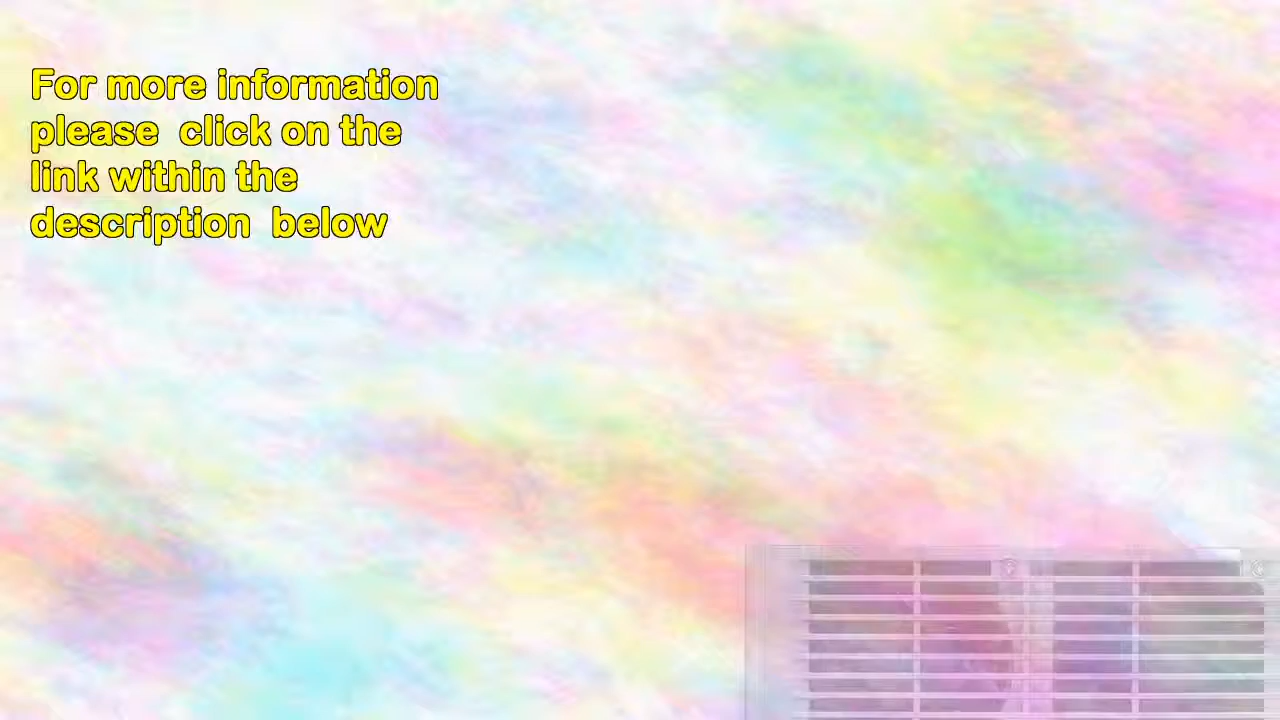 For more information
please  click on the
link within the
description  below